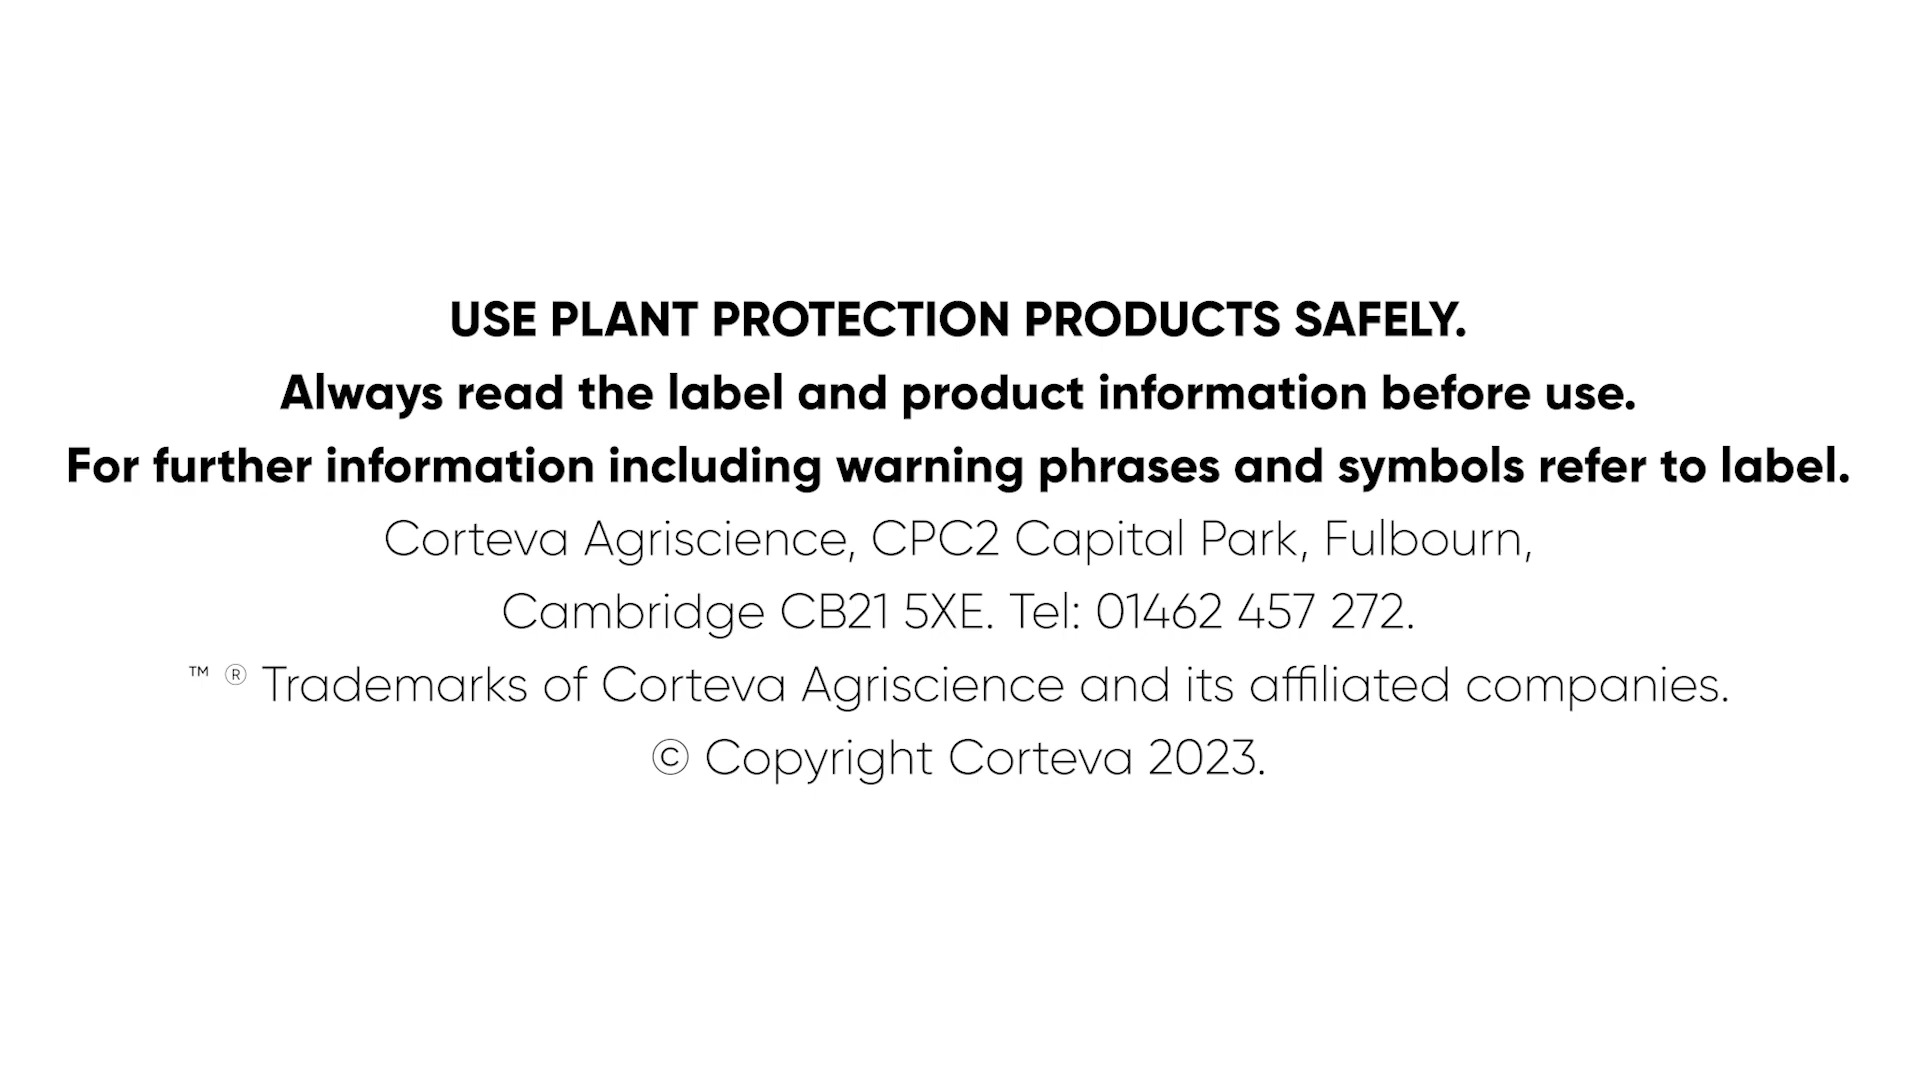 USE PLANT PROTECTION PRODUCTS SAFELY.
Always read the label and product information before use.
For further information including warning phrases and symbols refer to label.
Corteva Agriscience, CPC2 Capital Park, Fulbourn,
Cambridge CB21 5XE. Tel: 01462 457 272.
™ ® Trademarks of Corteva Agriscience and its affiliated companies.
© Copyright Corteva 2023.